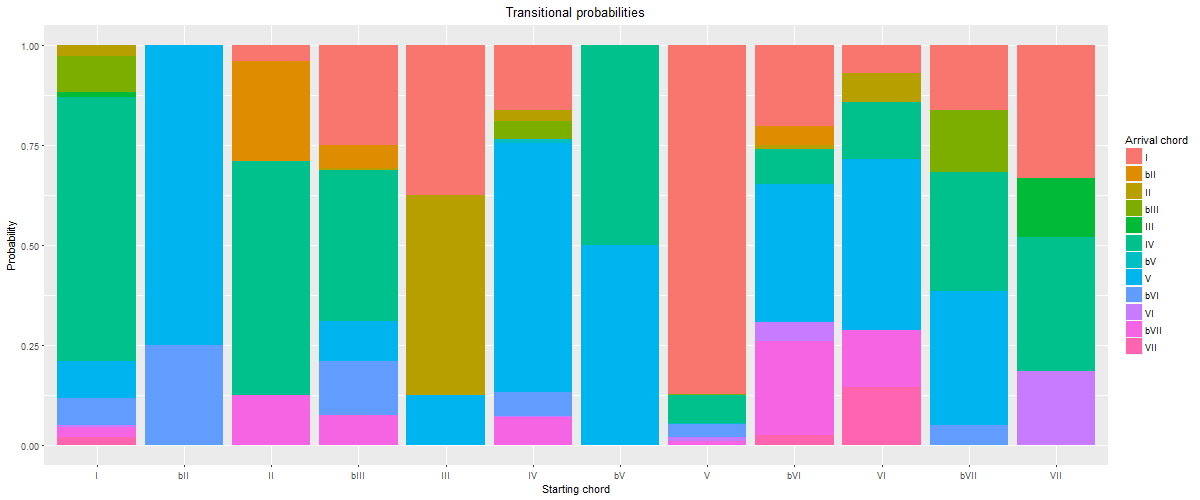 Transitional probabilities
1.00
0.75
0.50
0.25
0.00
Probability
I bII II bIII III IV bV V bVI VI bVII VII
Starting chord
Arrival chord
I
bII
II
bIII
III
IV
bV
V
bVI
VI
bVII
VII